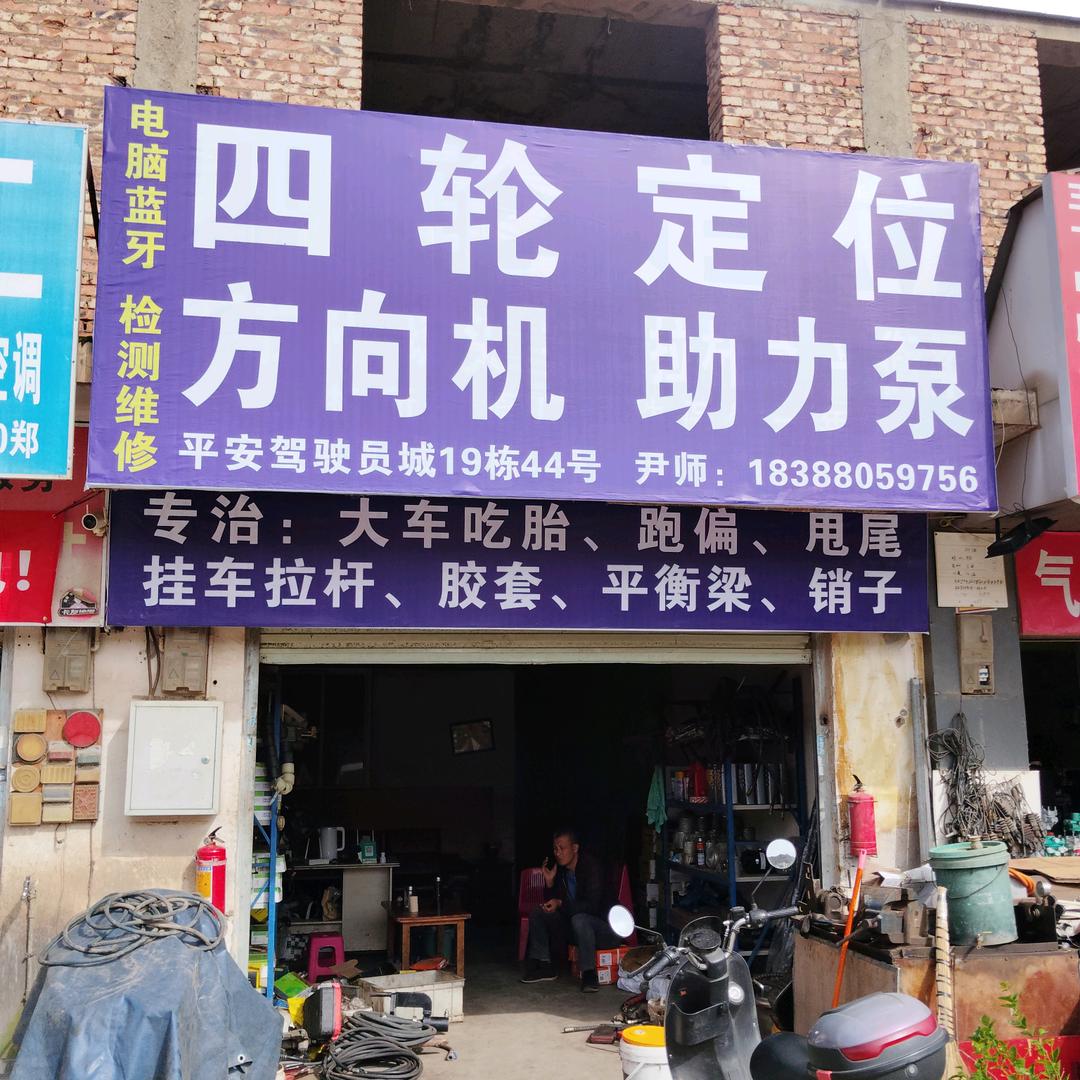 电脑蓝牙 检测维修
四轮定位
方向机 助力泵
平安驾驶员城19栋44号 尹师：18388059756
专治：大车吃胎、跑偏、甩尾
挂车拉杆、胶套、平衡梁、销子
空调
郑
气